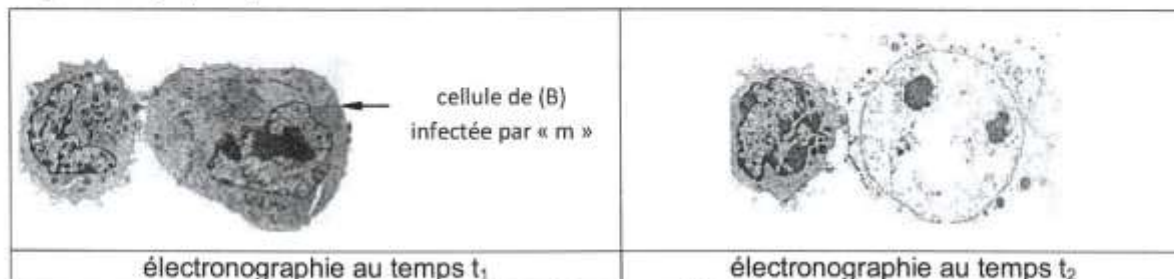 cellule de (B)
infectée par « m »
électronographie au temps t₁
électronographie au temps t₂